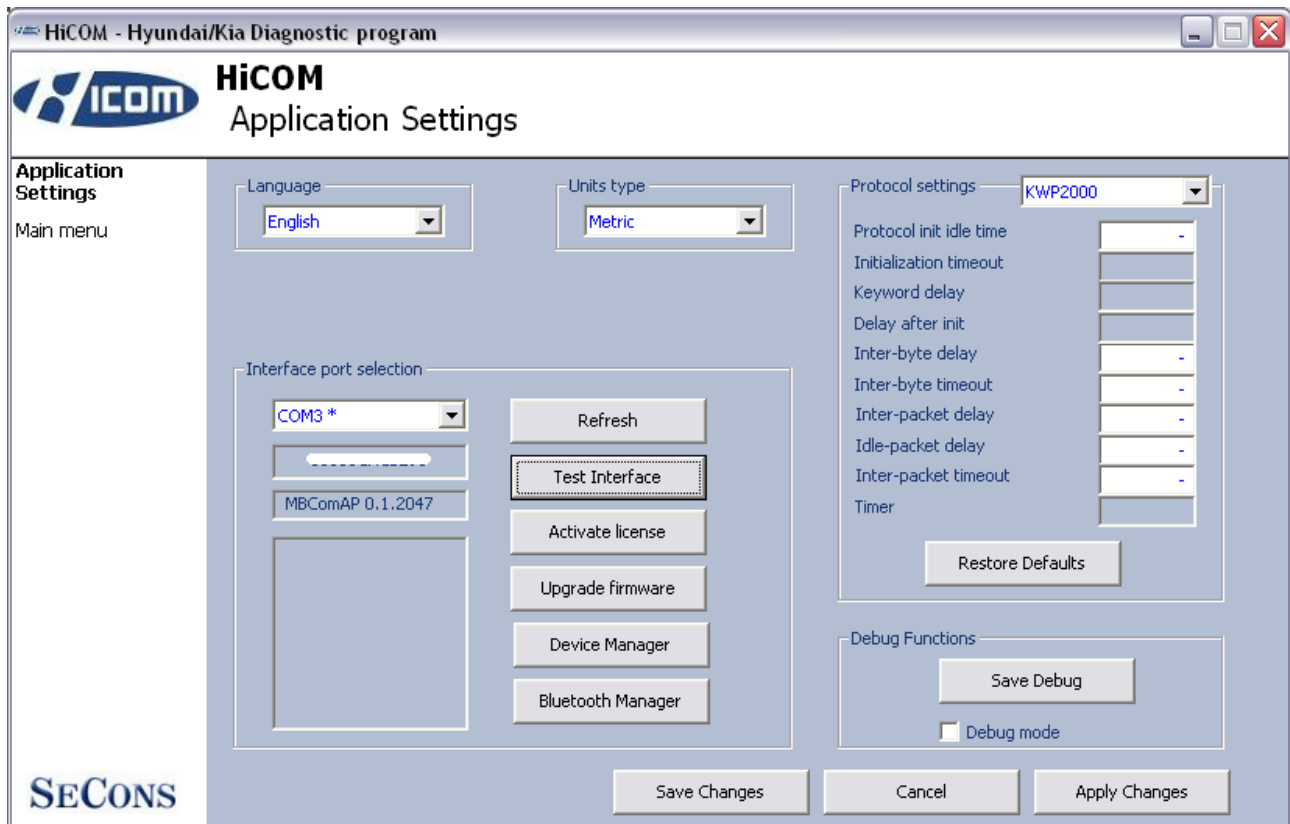 HiCOM - Hyundai/Kia Diagnostic program
HICOM
HiCOM
Application Settings
Application
Settings
Main menu
Language
English
Units type
Metric
Protocol settings
KWP2000
Protocol init idle time
-
Initialization timeout
Keyword delay
Delay after init
Inter-byte delay
-
Inter-byte timeout
-
Inter-packet delay
-
Idle-packet delay
-
Inter-packet timeout
-
Timer
Restore Defaults
Interface port selection
COM3 *
MBComAP 0.1.2047
Refresh
Test Interface
Activate license
Upgrade firmware
Device Manager
Bluetooth Manager
Debug Functions
Save Debug
Debug mode
SECONS
Save Changes
Cancel
Apply Changes